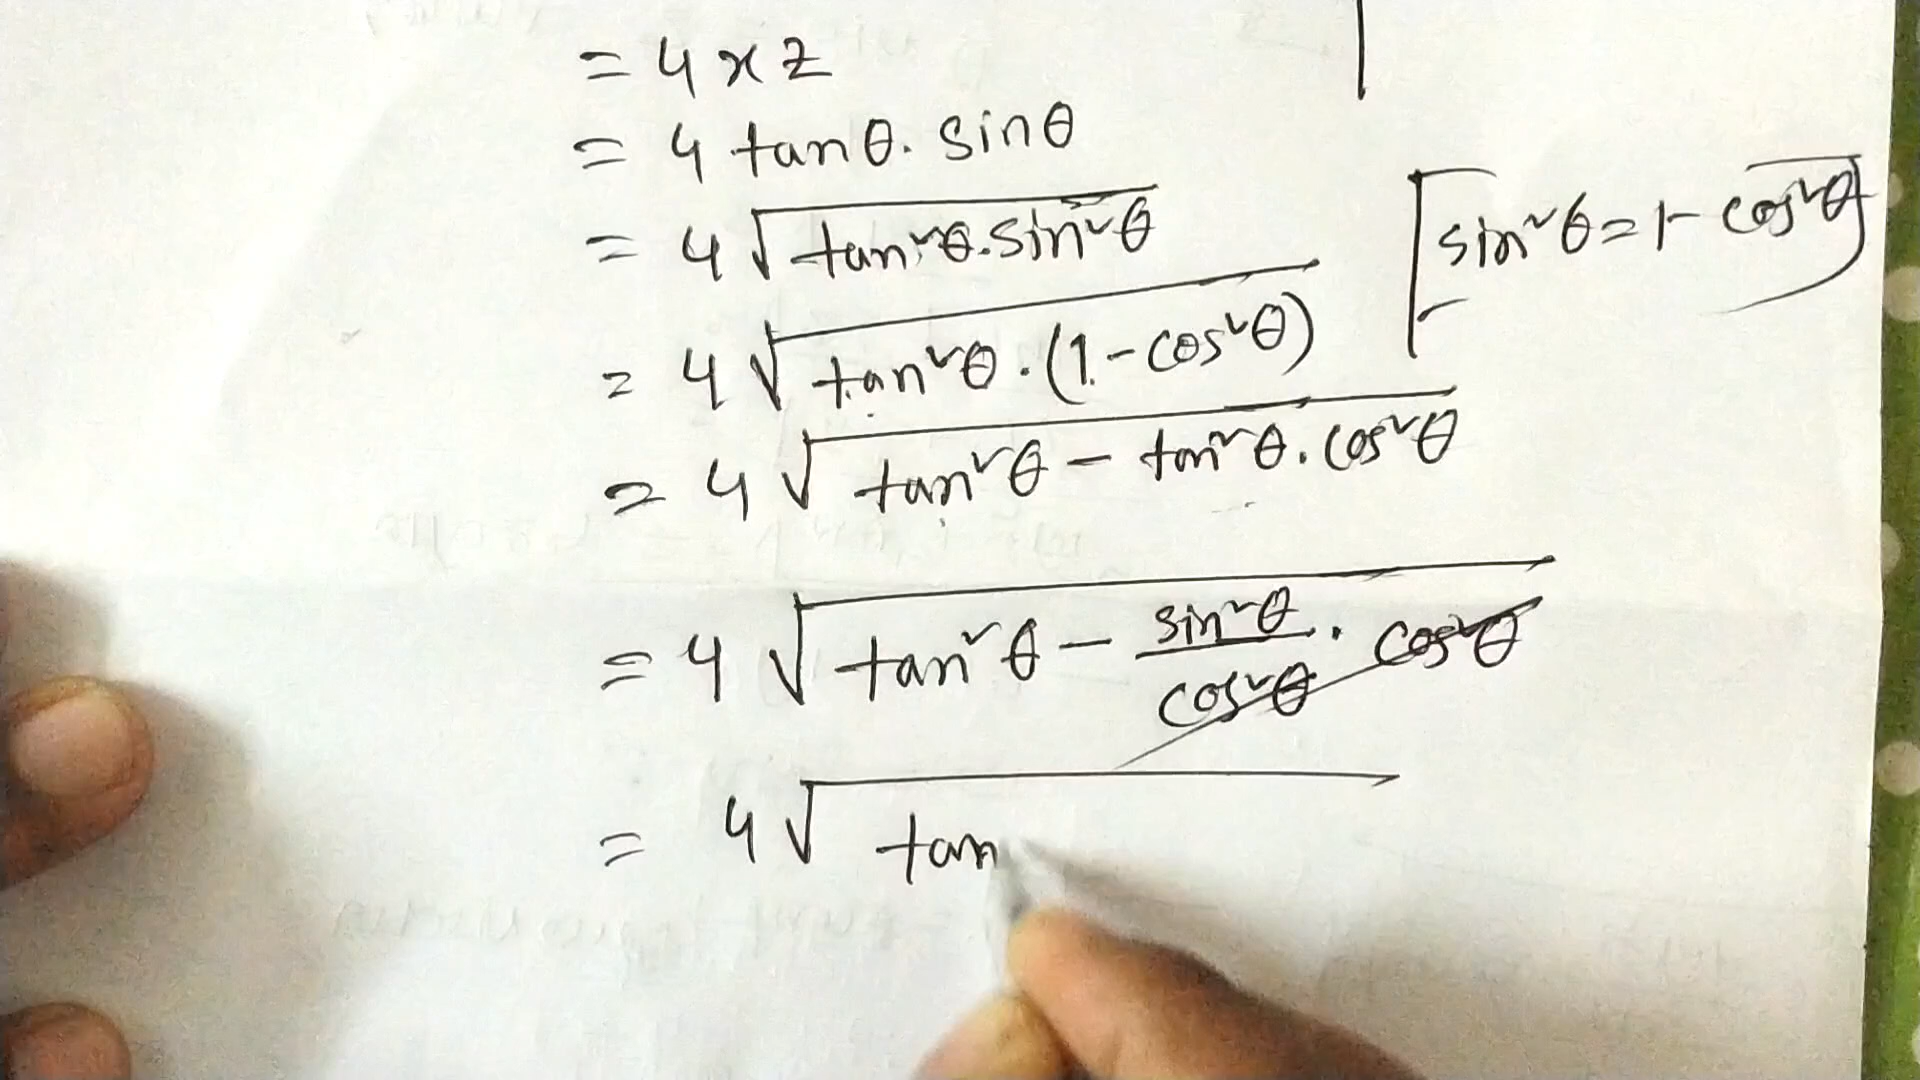 = 4xz
= 4 tanθ. sinθ
= 4√tan²θ.sin²θ
[sin²θ=1-cos²θ]
= 4√tan²θ.(1-cos²θ)
= 4√tan²θ - tan²θ.cos²θ
= 4√tan²θ - sin²θ/cos²θ . cos²θ
= 4√tan